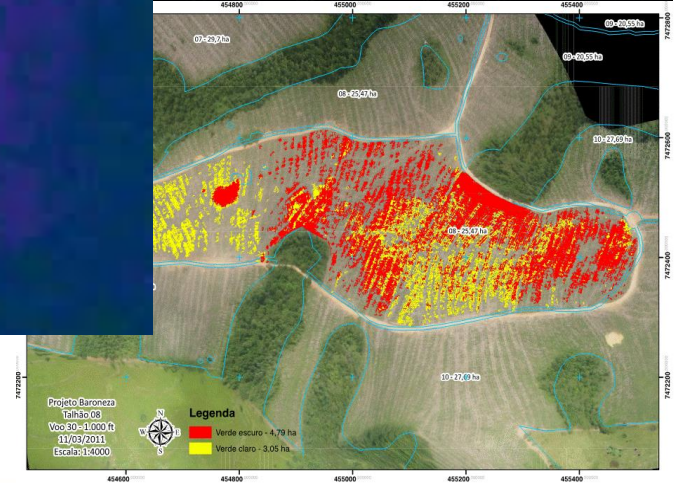 454800
455000
455200
455400
7472800
09 - 20,55 ha
07 - 29,7 ha
09 - 20,55 ha
08 - 25,47 ha
10 - 27,69 ha
7472600
08 - 25,47 ha
7472400
10 - 27,69 ha
7472200
7472200
Projeto Baroneza
Talhão 08
Voo 30 - 1.000 ft
11/03/2011
Escala: 1:4000
N
W
E
S
Legenda
Verde escuro - 4,79 ha
Verde claro - 3,05 ha
454600
454800
455000
455200
455400